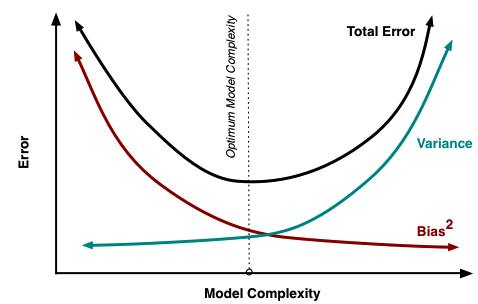 Total Error
Optimum Model Complexity
Error
Variance
Bias²
Model Complexity